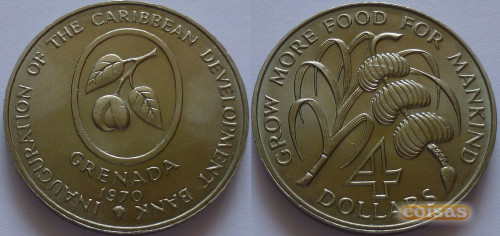 INAUGURATION OF THE CARIBBEAN DEVELOPMENT BANK
GRENADA
1970
GROW MORE FOOD FOR MANKIND
4
DOLLARS
coisas